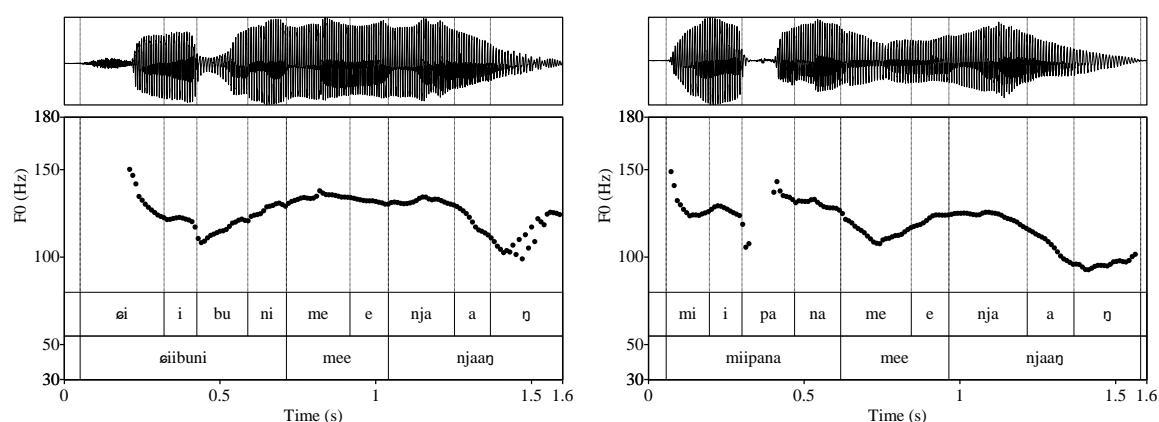 180
150
F0 (Hz)
100
ɕi i bu ni me e nja a ŋ
50
ɕiibuni mee njaaŋ
30
0 0.5 1 1.5 1.6
Time (s)
180
150
F0 (Hz)
100
mi i pa na me e nja a ŋ
50
miipana mee njaaŋ
30
0 0.5 1 1.5 1.6
Time (s)